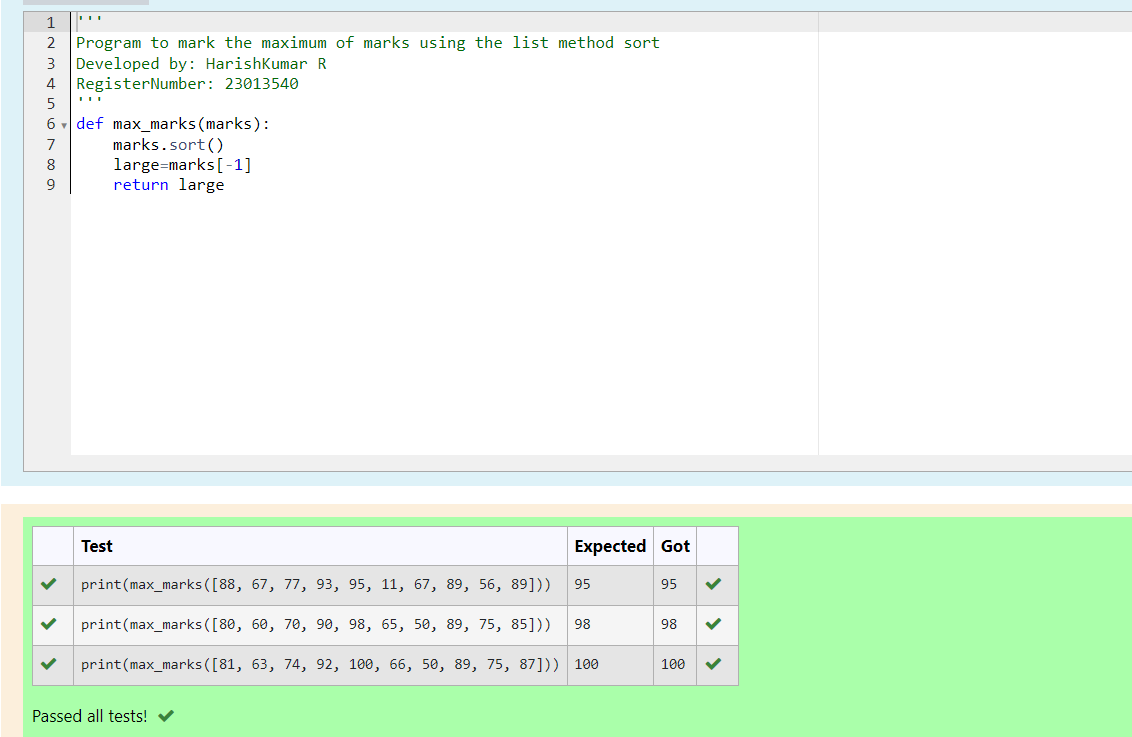 1 '''
2 Program to mark the maximum of marks using the list method sort
3 Developed by: HarishKumar R
4 RegisterNumber: 23013540
5 '''
6 def max_marks(marks):
7     marks.sort()
8     large=marks[-1]
9     return large
Test Expected Got
print(max_marks([88, 67, 77, 93, 95, 11, 67, 89, 56, 89])) 95 95
print(max_marks([80, 60, 70, 90, 98, 65, 50, 89, 75, 85])) 98 98
print(max_marks([81, 63, 74, 92, 100, 66, 50, 89, 75, 87])) 100 100
Passed all tests!